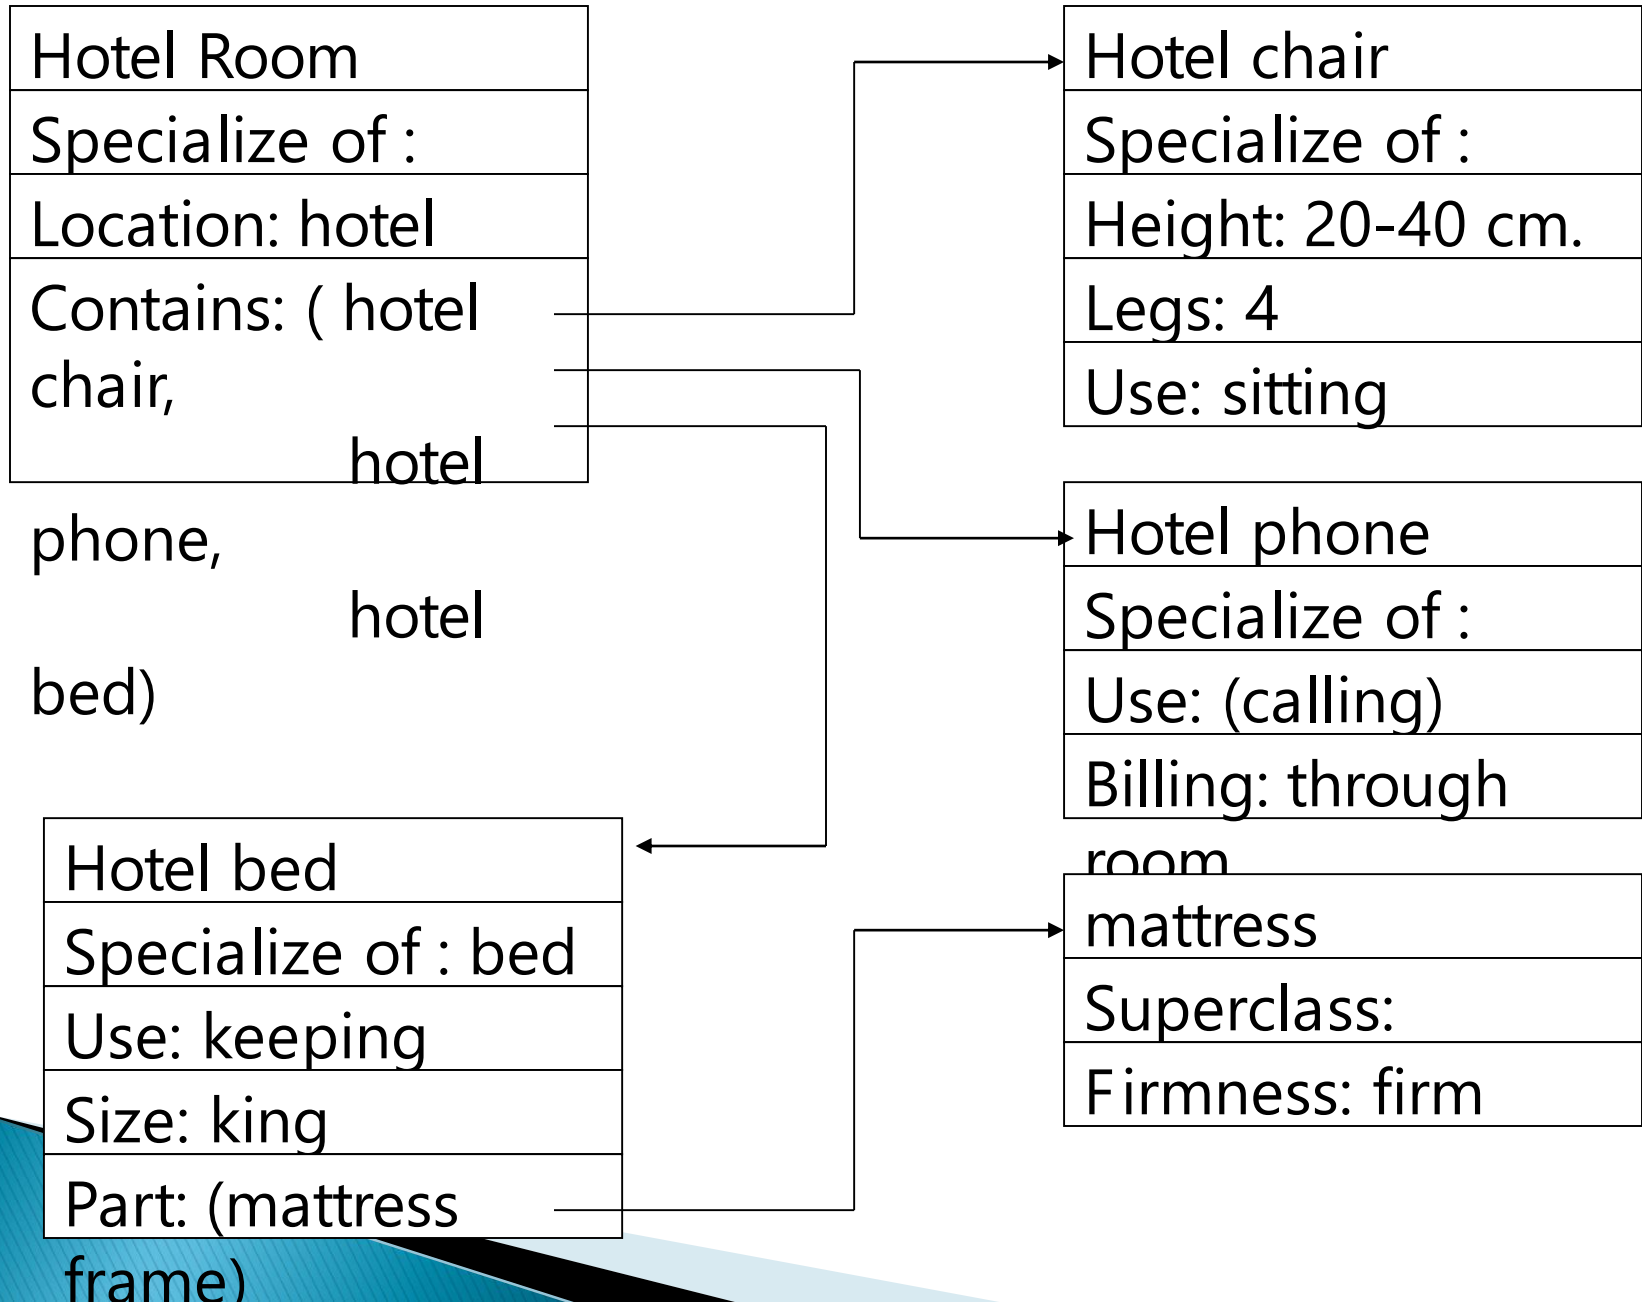 Hotel Room
Specialize of :
Location: hotel
Contains: ( hotel
chair,
hotel
phone,
hotel
bed)
Hotel chair
Specialize of :
Height: 20-40 cm.
Legs: 4
Use: sitting
Hotel phone
Specialize of :
Use: (calling)
Billing: through
room
Hotel bed
Specialize of : bed
Use: keeping
Size: king
Part: (mattress
frame)
mattress
Superclass:
Firmness: firm